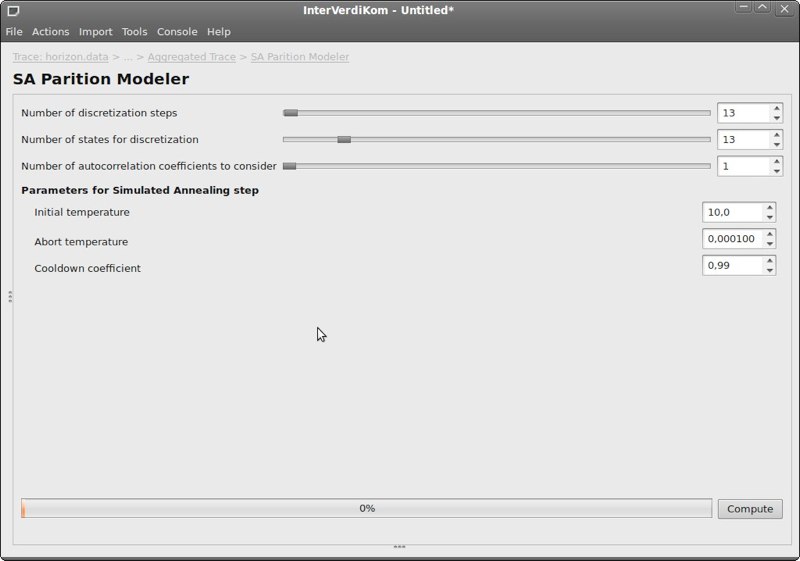 InterVerdiKom - Untitled*
File Actions Import Tools Console Help
Trace: horizon.data > ... > Aggregated Trace > SA Parition Modeler
SA Parition Modeler
Number of discretization steps 13
Number of states for discretization 13
Number of autocorrelation coefficients to consider 1
Parameters for Simulated Annealing step
Initial temperature 10,0
Abort temperature 0,000100
Cooldown coefficient 0,99
0% Compute